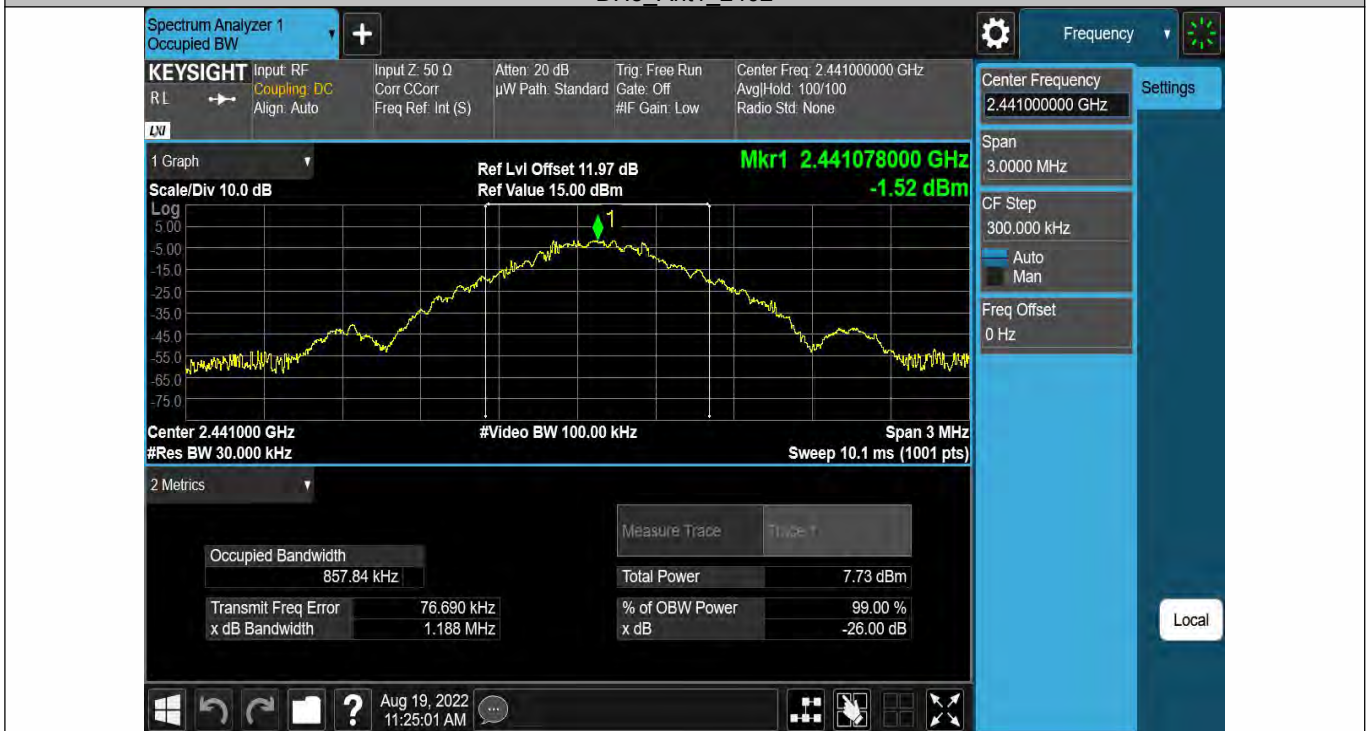 Spectrum Analyzer 1
Occupied BW
Frequency
KEYSIGHT
RL
LXI
Input: RF
Coupling: DC
Align: Auto
Input Z: 50 Ω
Corr CCorr
Freq Ref: Int (S)
Atten: 20 dB
µW Path: Standard
Trig: Free Run
Gate: Off
#IF Gain: Low
Center Freq: 2.441000000 GHz
Avg|Hold: 100/100
Radio Std: None
Center Frequency
2.441000000 GHz
Settings
Span
3.0000 MHz
CF Step
300.000 kHz
Auto
Man
Freq Offset
0 Hz
Local
1 Graph
Scale/Div 10.0 dB
Ref Lvl Offset 11.97 dB
Ref Value 15.00 dBm
Mkr1 2.441078000 GHz
-1.52 dBm
Log
5.00
-5.00
-15.0
-25.0
-35.0
-45.0
-55.0
-65.0
-75.0
1
Center 2.441000 GHz
#Video BW 100.00 kHz
Span 3 MHz
#Res BW 30.000 kHz
Sweep 10.1 ms (1001 pts)
2 Metrics
Measure Trace
Trace 1
Occupied Bandwidth
857.84 kHz
Total Power
7.73 dBm
Transmit Freq Error
76.690 kHz
% of OBW Power
99.00 %
x dB Bandwidth
1.188 MHz
x dB
-26.00 dB
Aug 19, 2022
11:25:01 AM